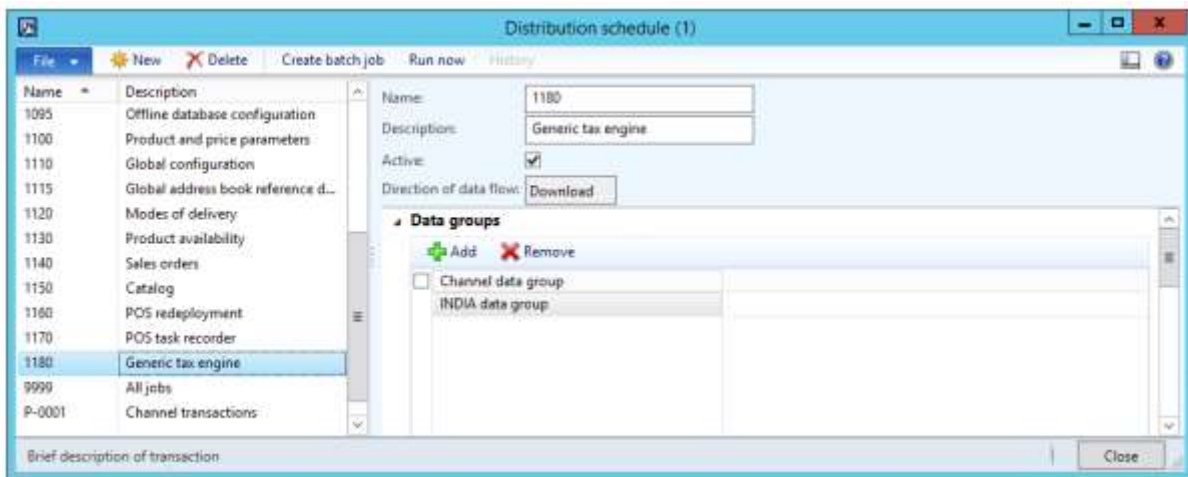 Distribution schedule (1)
File New Delete Create batch job Run now History
Name Description
1095 Offline database configuration
1100 Product and price parameters
1110 Global configuration
1115 Global address book reference d...
1120 Modes of delivery
1130 Product availability
1140 Sales orders
1150 Catalog
1160 POS redeployment
1170 POS task recorder
1180 Generic tax engine
9999 All jobs
P-0001 Channel transactions
Name: 1180
Description: Generic tax engine
Active:
Direction of data flow: Download
Data groups
Add Remove
Channel data group
INDIA data group
Brief description of transaction Close